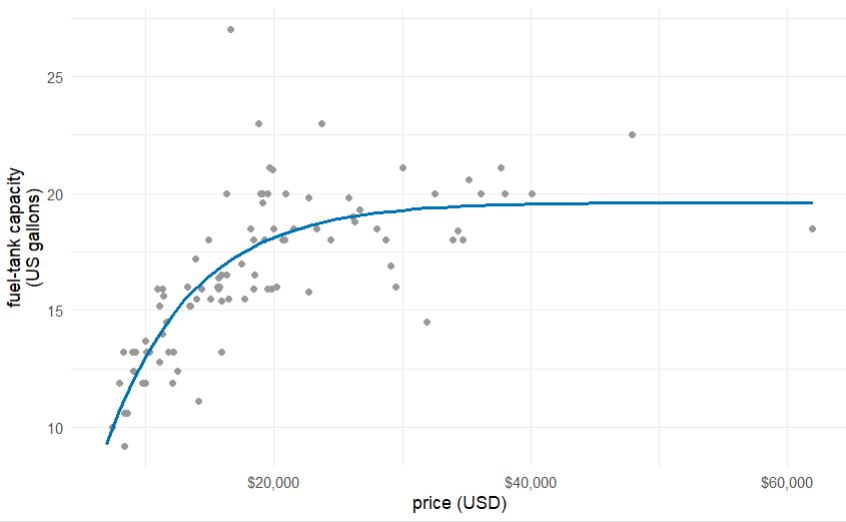 25
20
15
10
fuel-tank capacity
(US gallons)
$20,000
$40,000
$60,000
price (USD)